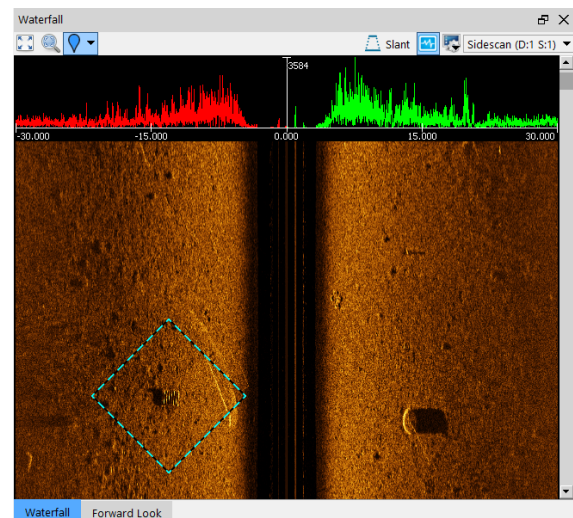 Waterfall
Slant
Sidescan (D:1 S:1)
3584
-30.000 -15.000 0.000 15.000 30.000
Waterfall Forward Look